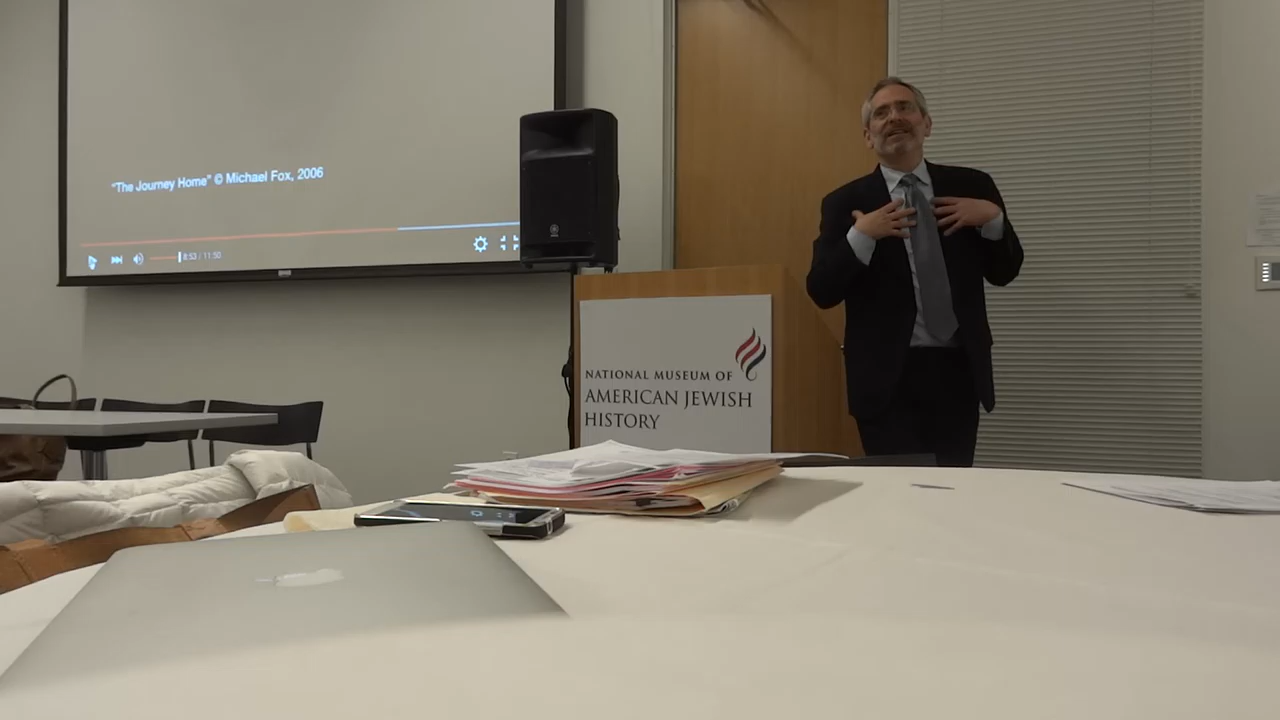 "The Journey Home" © Michael Fox, 2006
8:53 / 11:50
NATIONAL MUSEUM OF
AMERICAN JEWISH
HISTORY